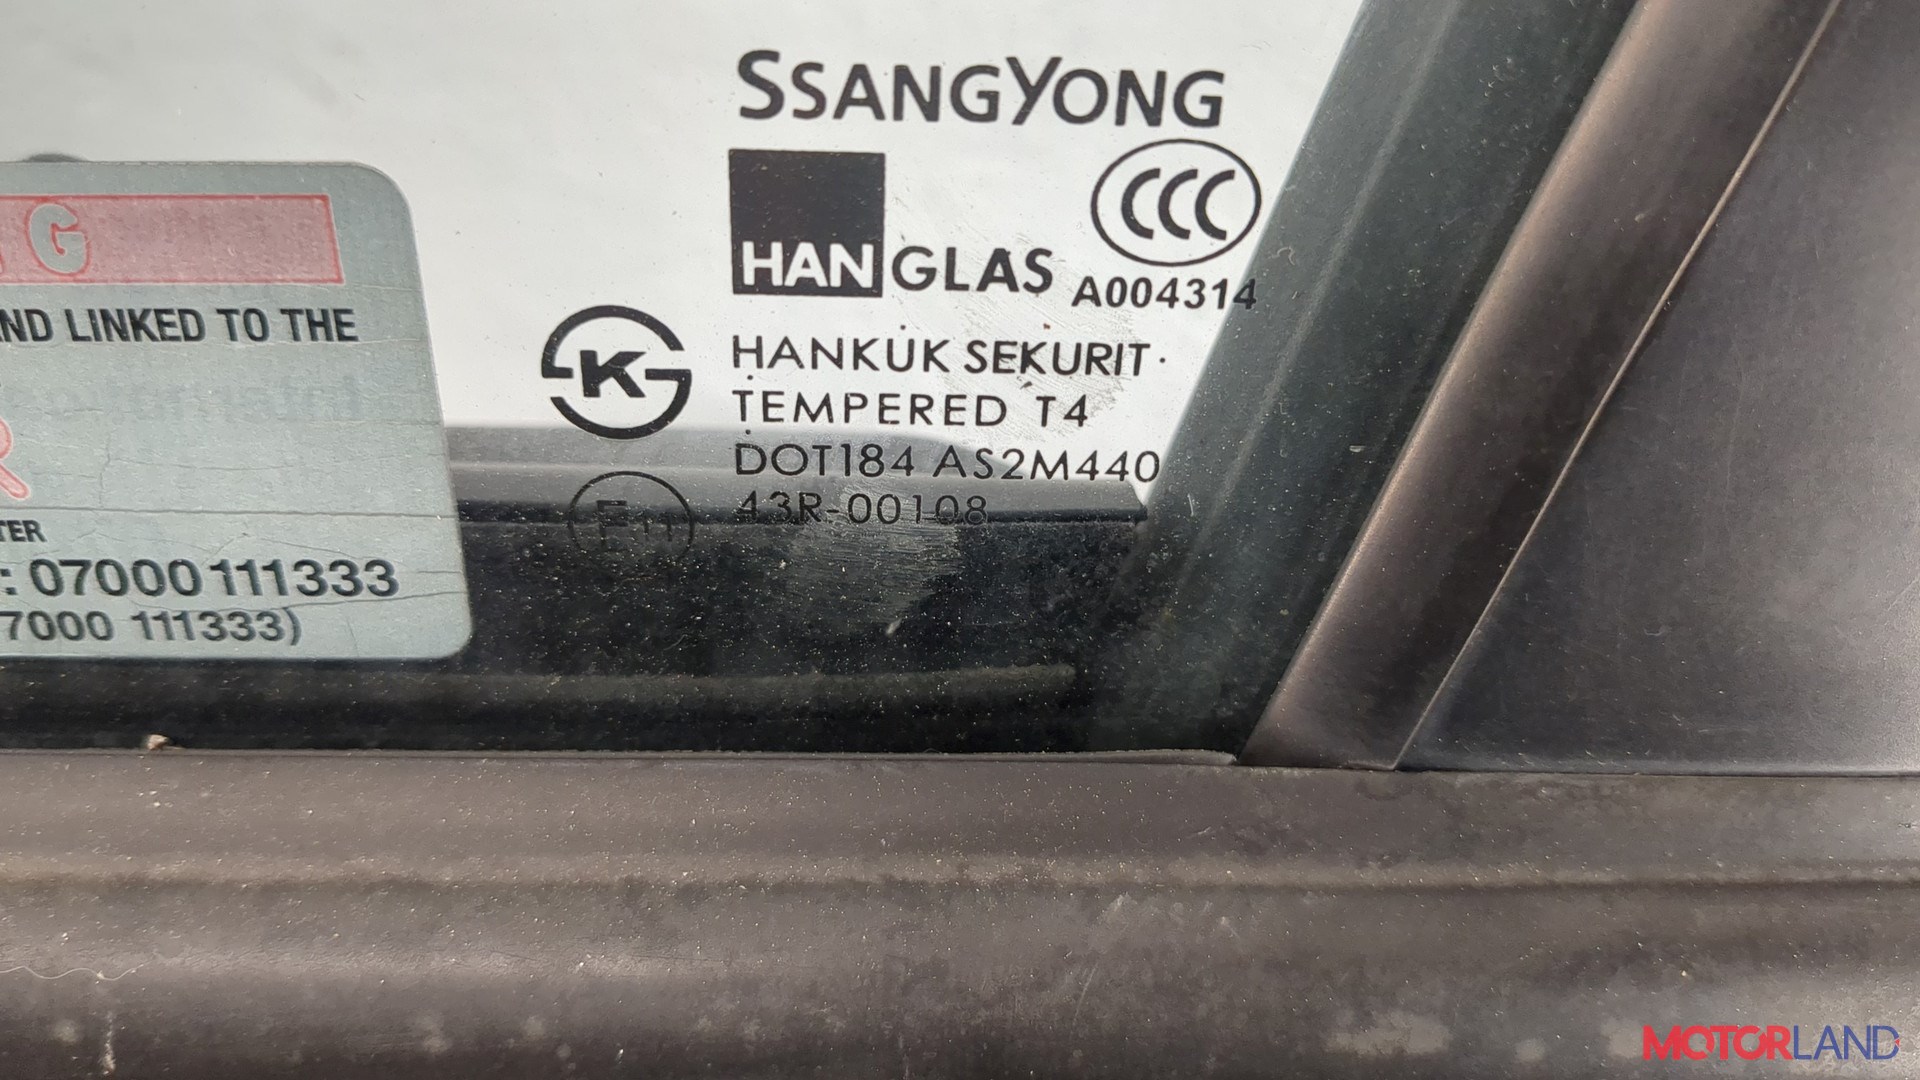 SSANGYONG
HANGLAS
CCC
A004314
K
HANKUK SEKURIT
TEMPERED T4
DOT184 AS2M440
E11
43R-00108
G
ND LINKED TO THE
R
TER
: 07000 111333
7000 111333)
MOTORLAND